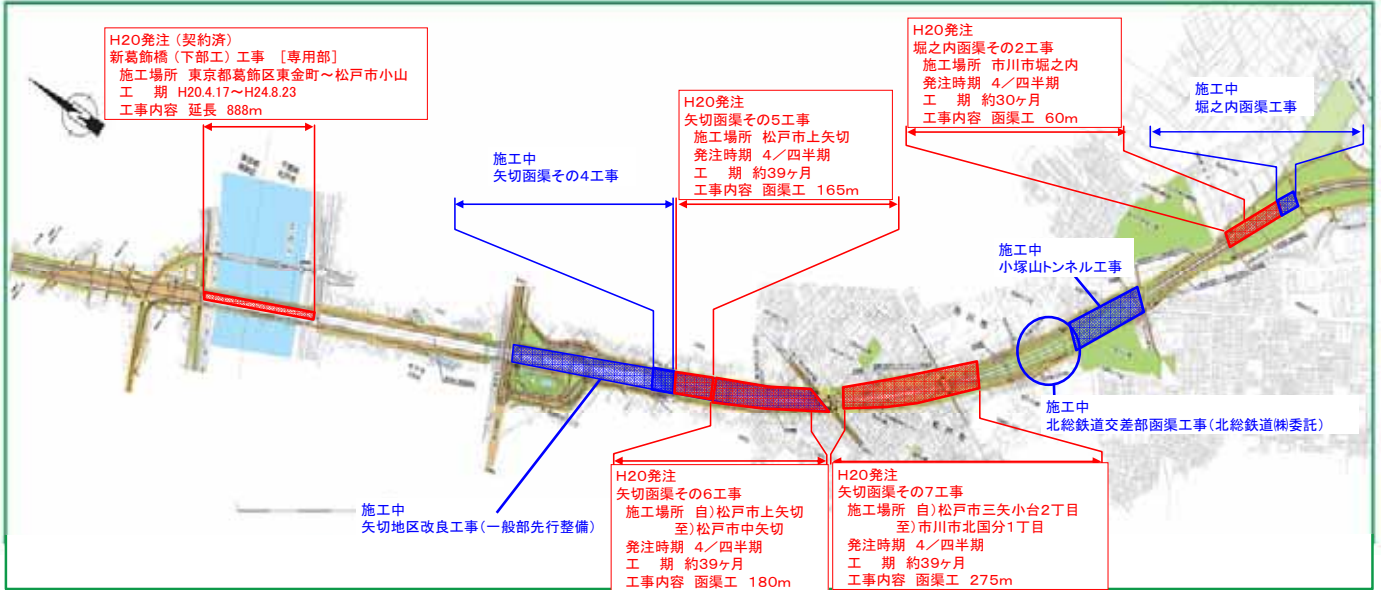 H20発注（契約済）
新葛飾橋（下部工）工事　［専用部］
施工場所　東京都葛飾区東金町～松戸市小山
工　期　H20.4.17～H24.8.23
工事内容　延長　888m
H20発注
矢切函渠その5工事
施工場所　松戸市上矢切
発注時期　4／四半期
工　期　約39ヶ月
工事内容　函渠工　165m
H20発注
堀之内函渠その2工事
施工場所　市川市堀之内
発注時期　4／四半期
工　期　約30ヶ月
工事内容　函渠工　60m
施工中
堀之内函渠工事
施工中
矢切函渠その4工事
施工中
小塚山トンネル工事
施工中
北総鉄道交差部函渠工事（北総鉄道㈱委託）
施工中
矢切地区改良工事（一般部先行整備）
H20発注
矢切函渠その6工事
施工場所　自）松戸市上矢切
至）松戸市中矢切
発注時期　4／四半期
工　期　約39ヶ月
工事内容　函渠工　180m
H20発注
矢切函渠その7工事
施工場所　自）松戸市三矢小台2丁目
至）市川市北国分1丁目
発注時期　4／四半期
工　期　約39ヶ月
工事内容　函渠工　275m